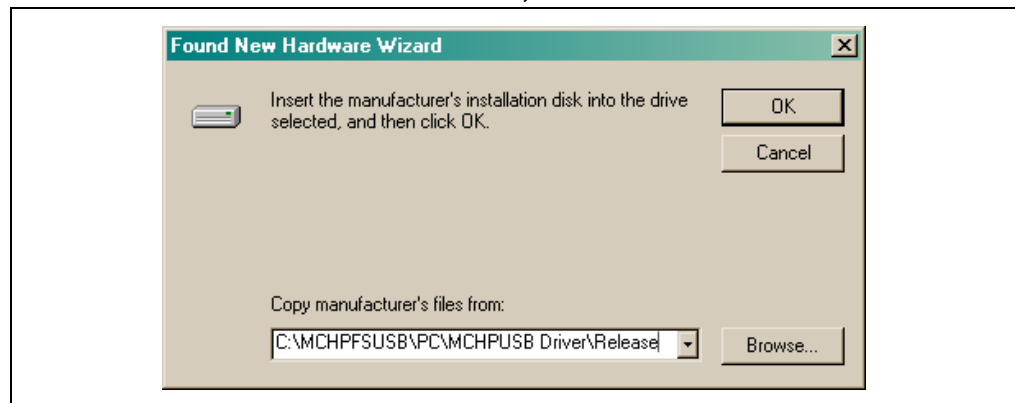 Found New Hardware Wizard
Insert the manufacturer's installation disk into the drive
selected, and then click OK.
OK
Cancel
Copy manufacturer's files from:
C:\MCHPFSUSB\PC\MCHPUSB Driver\Release
Browse...